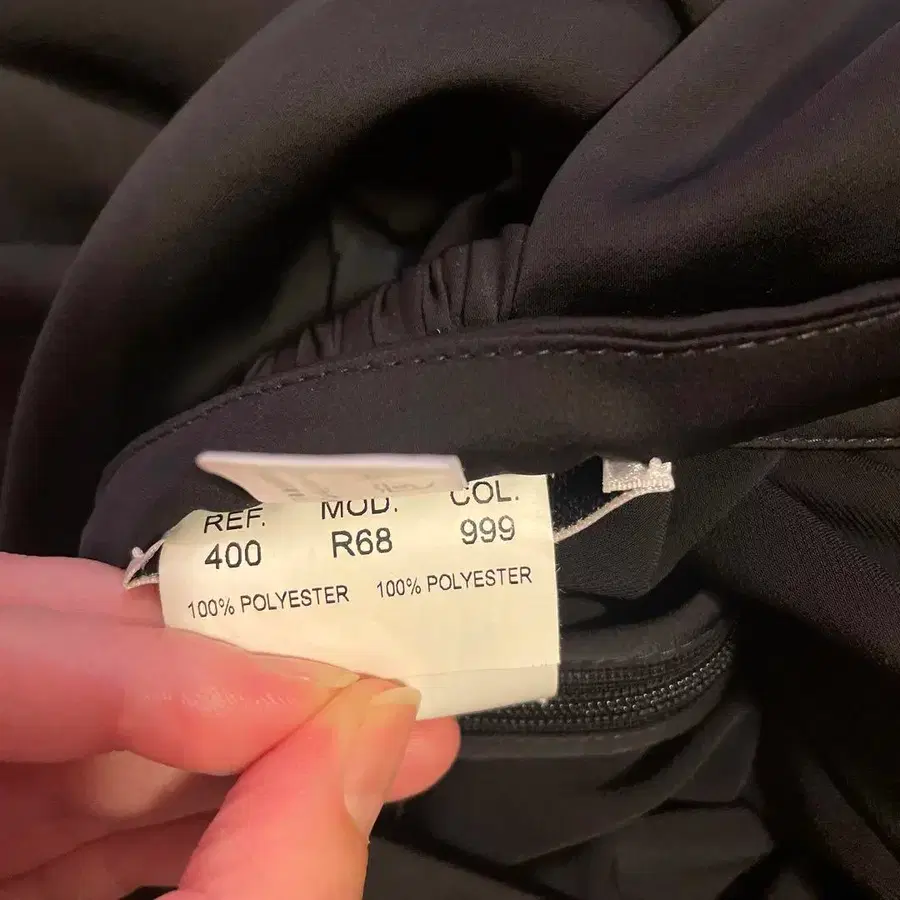 REF. MOD. COL.
400 R68 999
100% POLYESTER 100% POLYESTER